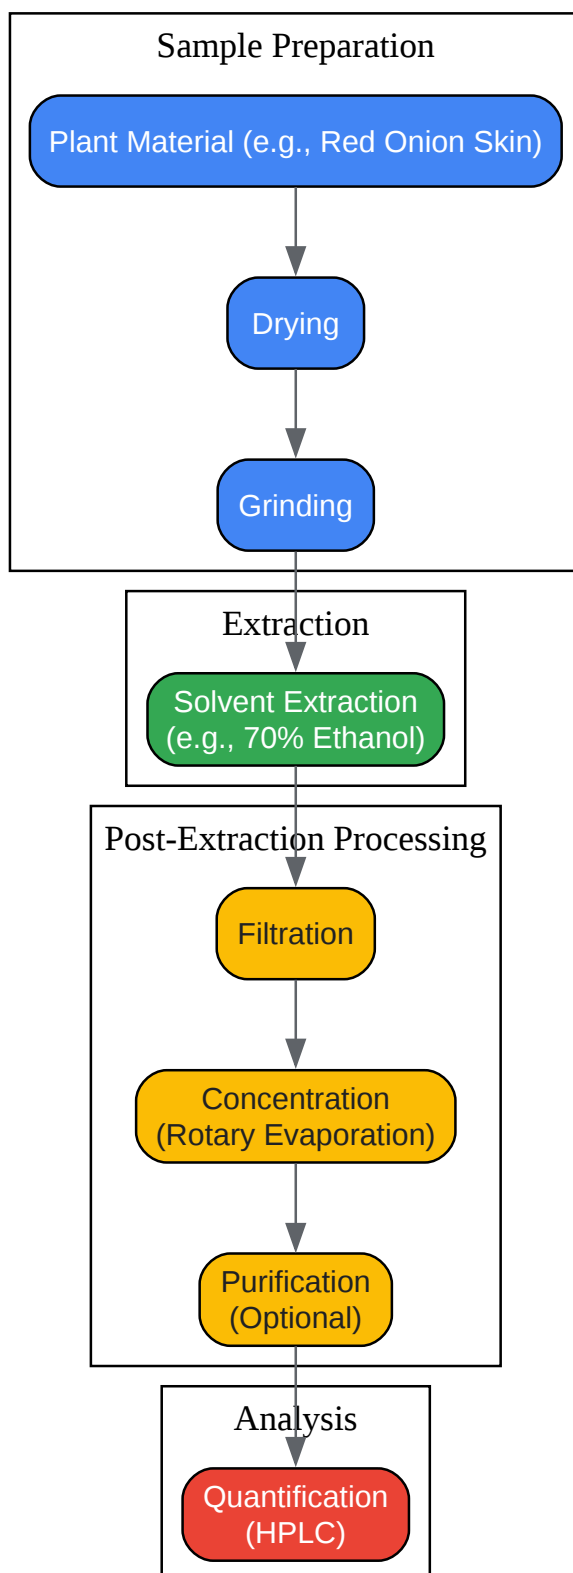 Sample Preparation
Plant Material (e.g., Red Onion Skin)
Drying
Grinding
Extraction
Solvent Extraction
(e.g., 70% Ethanol)
Post-Extraction Processing
Filtration
Concentration
(Rotary Evaporation)
Purification
(Optional)
Analysis
Quantification
(HPLC)